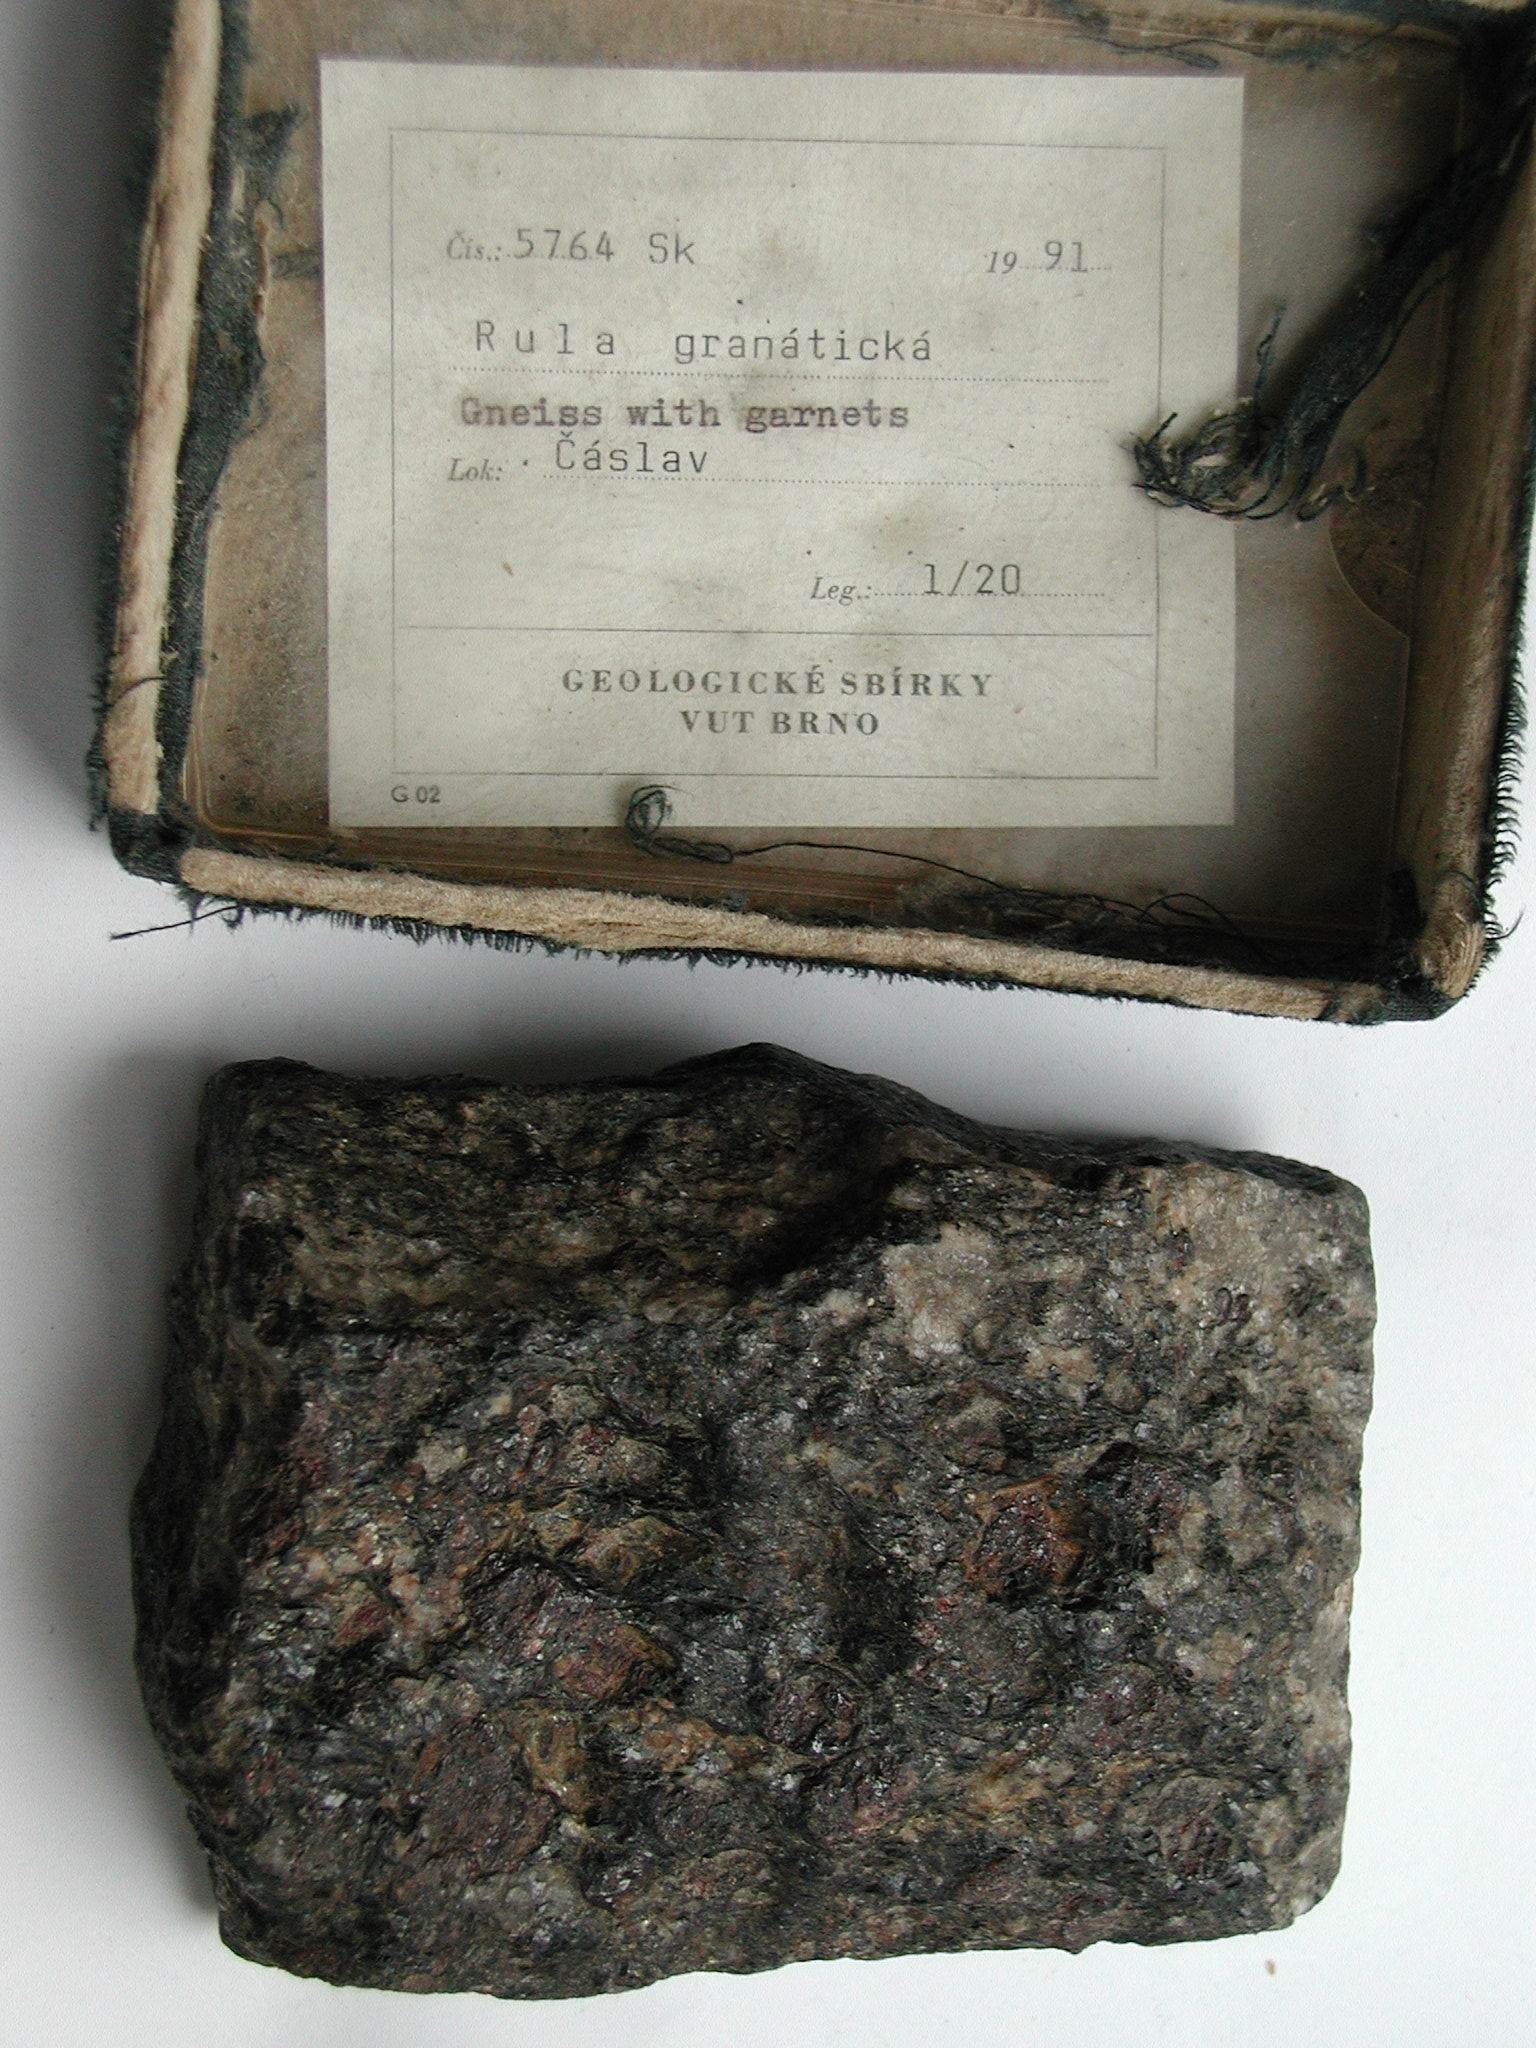 Čís.: 5764 Sk 19 91
Rula granátická
Gneiss with garnets
Lok: Čáslav
Leg.: 1/20
GEOLOGICKÉ SBÍRKY
VUT BRNO
G 02